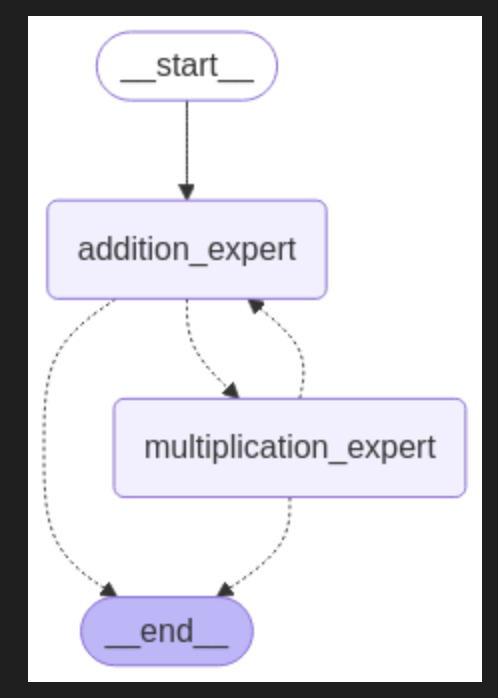 __start__
addition_expert
multiplication_expert
__end__